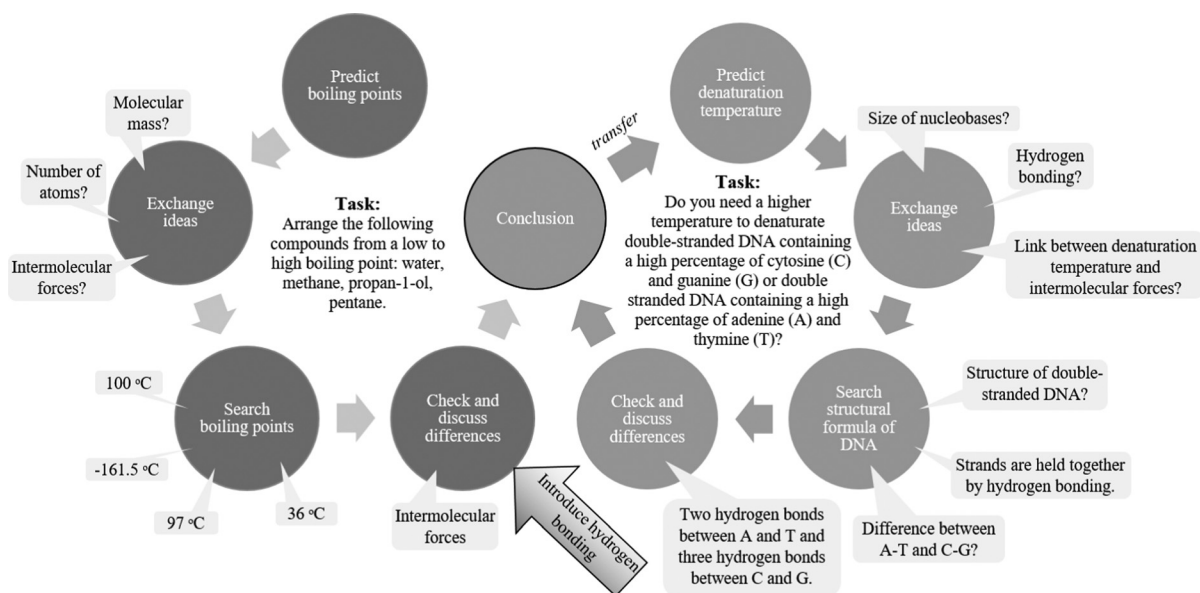 Predict
boiling points
Molecular
mass?
Number of
atoms?
Exchange
ideas
Intermolecular
forces?
Task:
Arrange the following
compounds from a low to
high boiling point: water,
methane, propan-1-ol,
pentane.
Search
boiling points
100 °C
-161.5 °C
97 °C
36 °C
Check and
discuss
differences
Intermolecular
forces
Introduce hydrogen
bonding
Conclusion
transfer
Predict
denaturation
temperature
Task:
Do you need a higher
temperature to denaturate
double-stranded DNA containing
a high percentage of cytosine (C)
and guanine (G) or double
stranded DNA containing a high
percentage of adenine (A) and
thymine (T)?
Size of nucleobases?
Hydrogen
bonding?
Exchange
ideas
Link between denaturation
temperature and
intermolecular forces?
Search
structural
formula of
DNA
Structure of double-
stranded DNA?
Strands are held together
by hydrogen bonding.
Difference between
A-T and C-G?
Check and
discuss
differences
Two hydrogen bonds
between A and T and
three hydrogen bonds
between C and G.